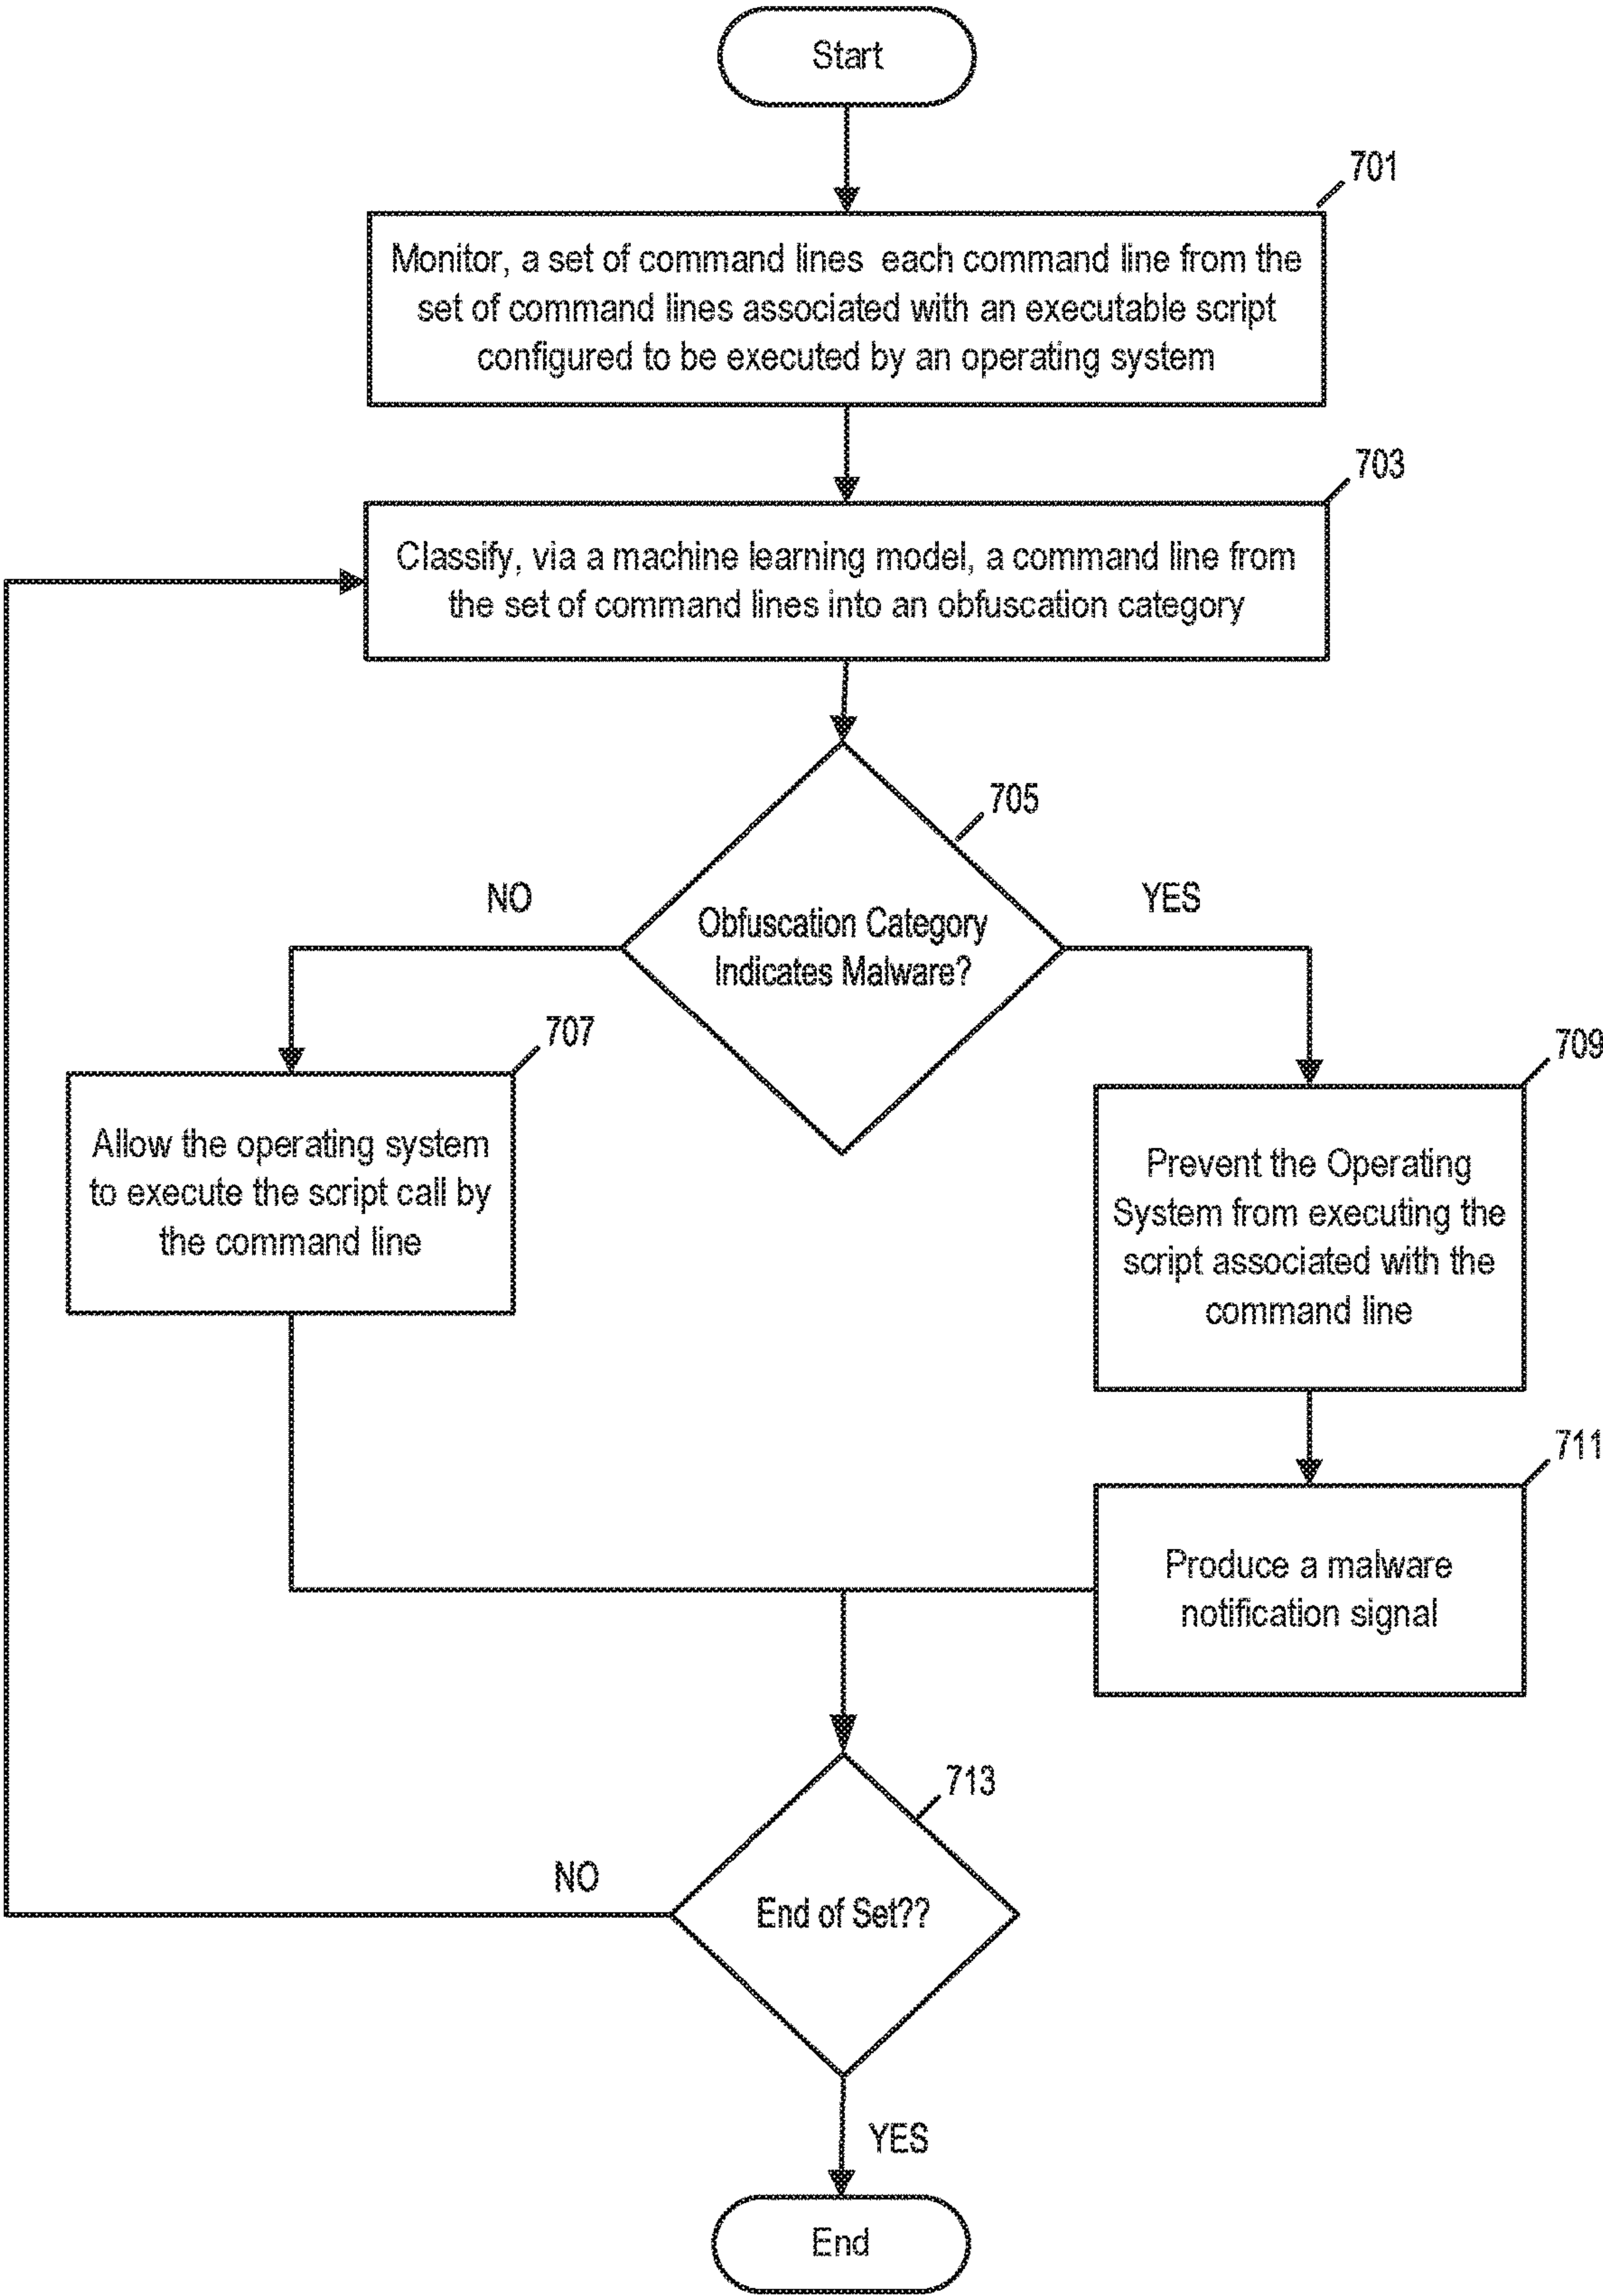 Start
701
Monitor, a set of command lines each command line from the
set of command lines associated with an executable script
configured to be executed by an operating system
703
Classify, via a machine learning model, a command line from
the set of command lines into an obfuscation category
705
NO
YES
Obfuscation Category
Indicates Malware?
707
709
Allow the operating system
to execute the script call by
the command line
Prevent the Operating
System from executing the
script associated with the
command line
711
Produce a malware
notification signal
713
NO
End of Set??
YES
End